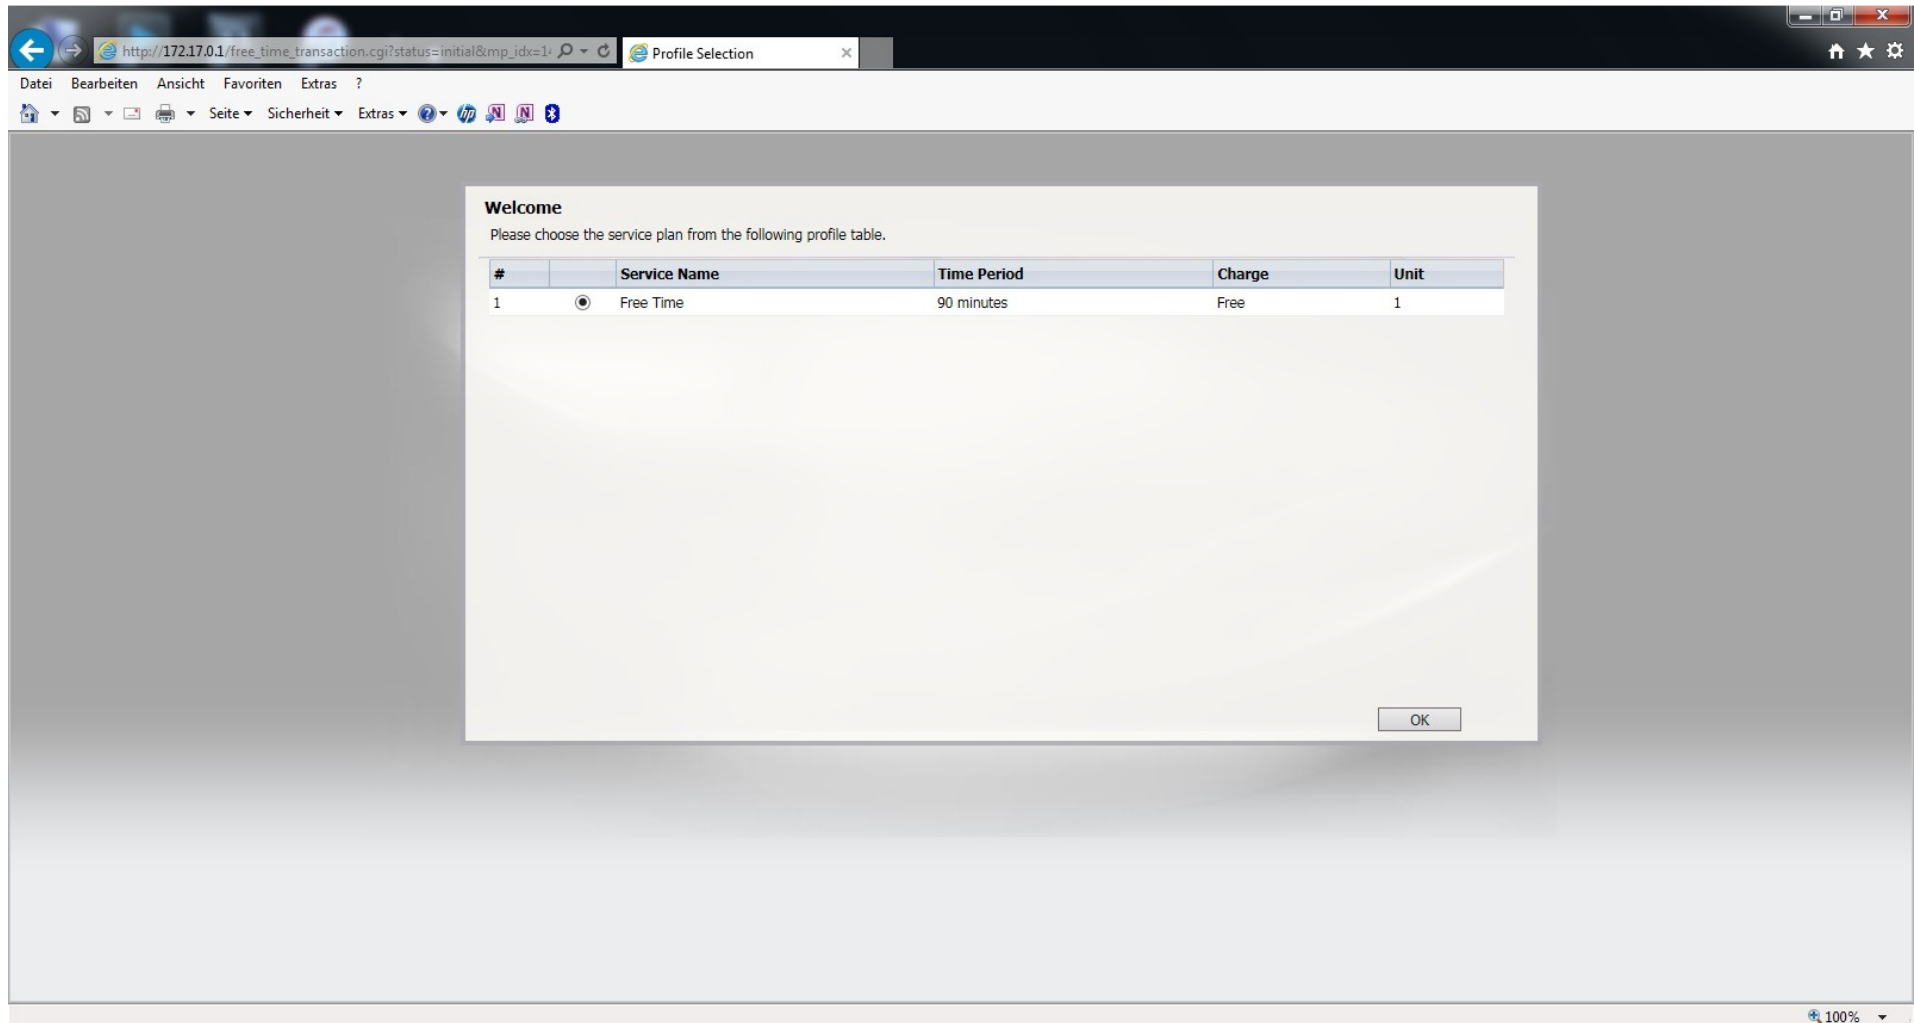 http://172.17.0.1/free_time_transaction.cgi?status=initial&mp_idx=1
Profile Selection
Datei Bearbeiten Ansicht Favoriten Extras ?
Seite Sicherheit Extras
Welcome
Please choose the service plan from the following profile table.
# Service Name Time Period Charge Unit
1 Free Time 90 minutes Free 1
OK
100%